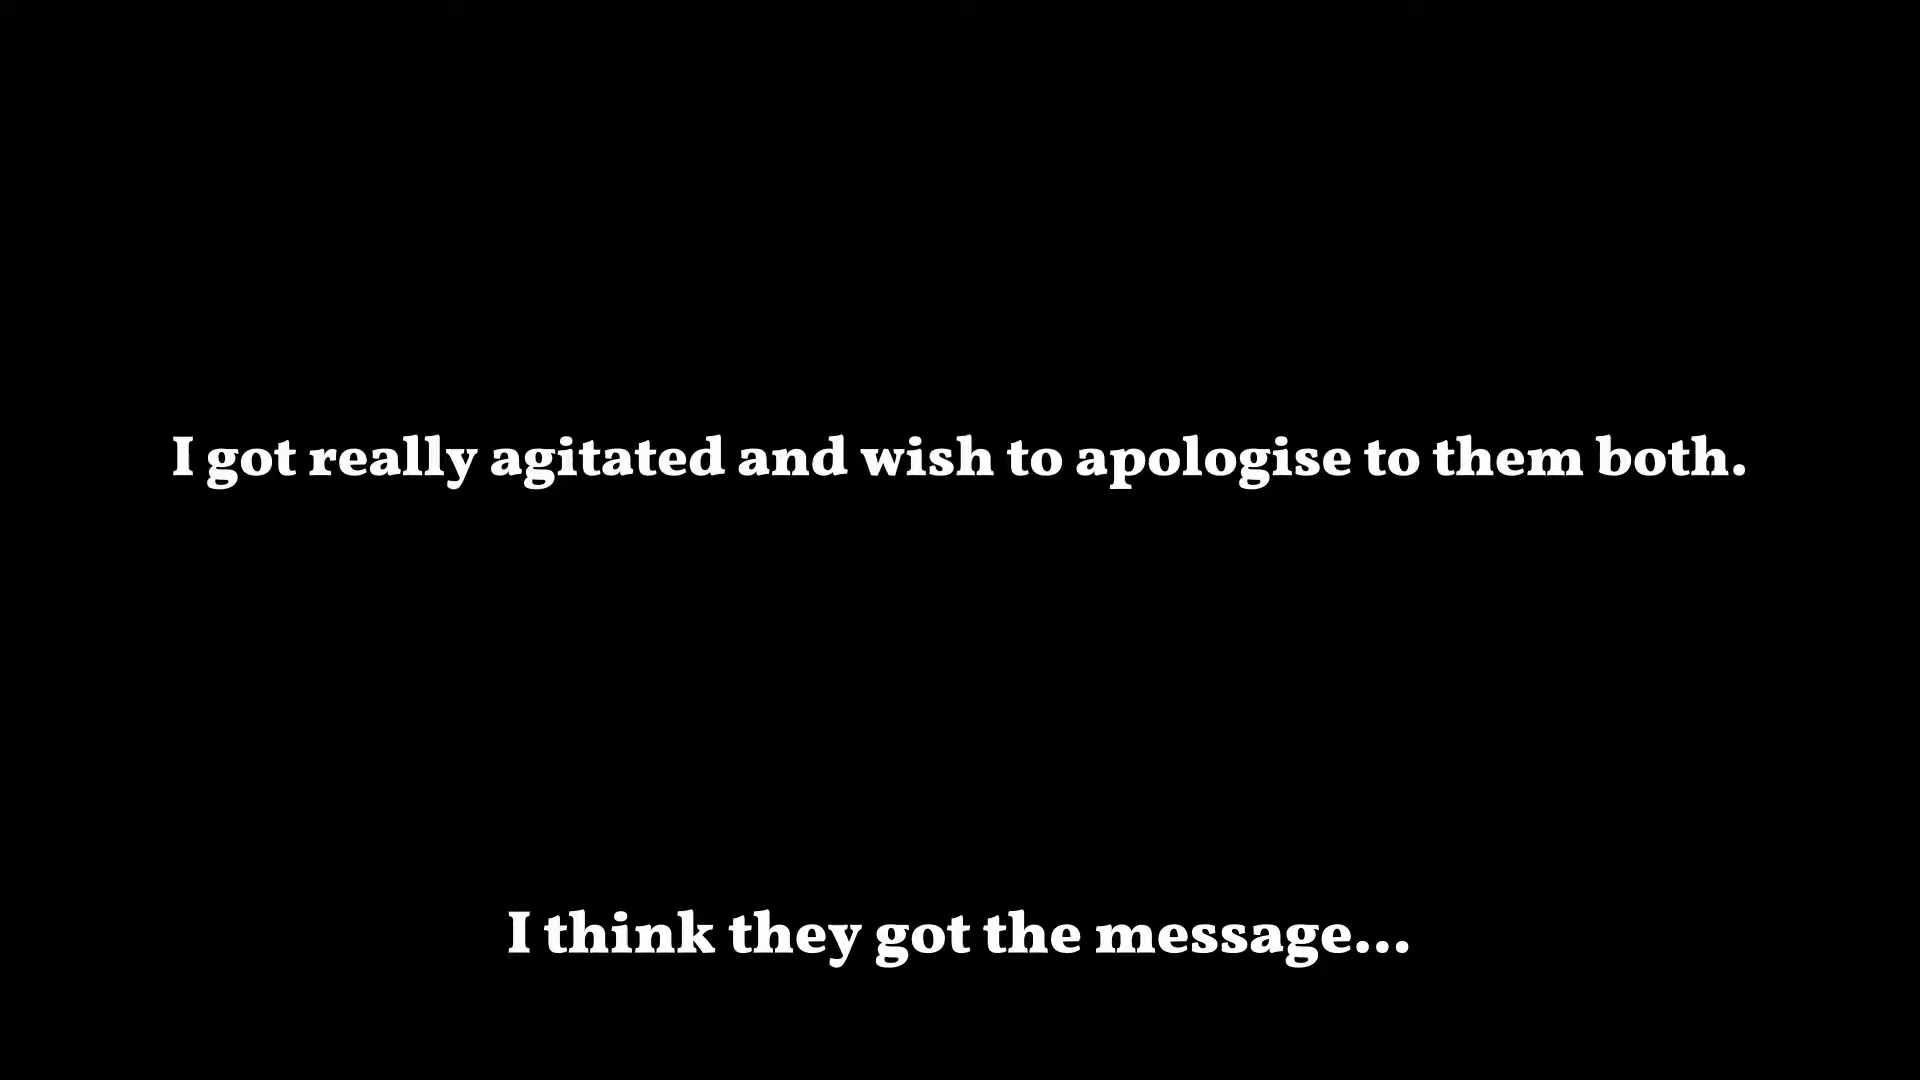 I got really agitated and wish to apologise to them both.
I think they got the message...